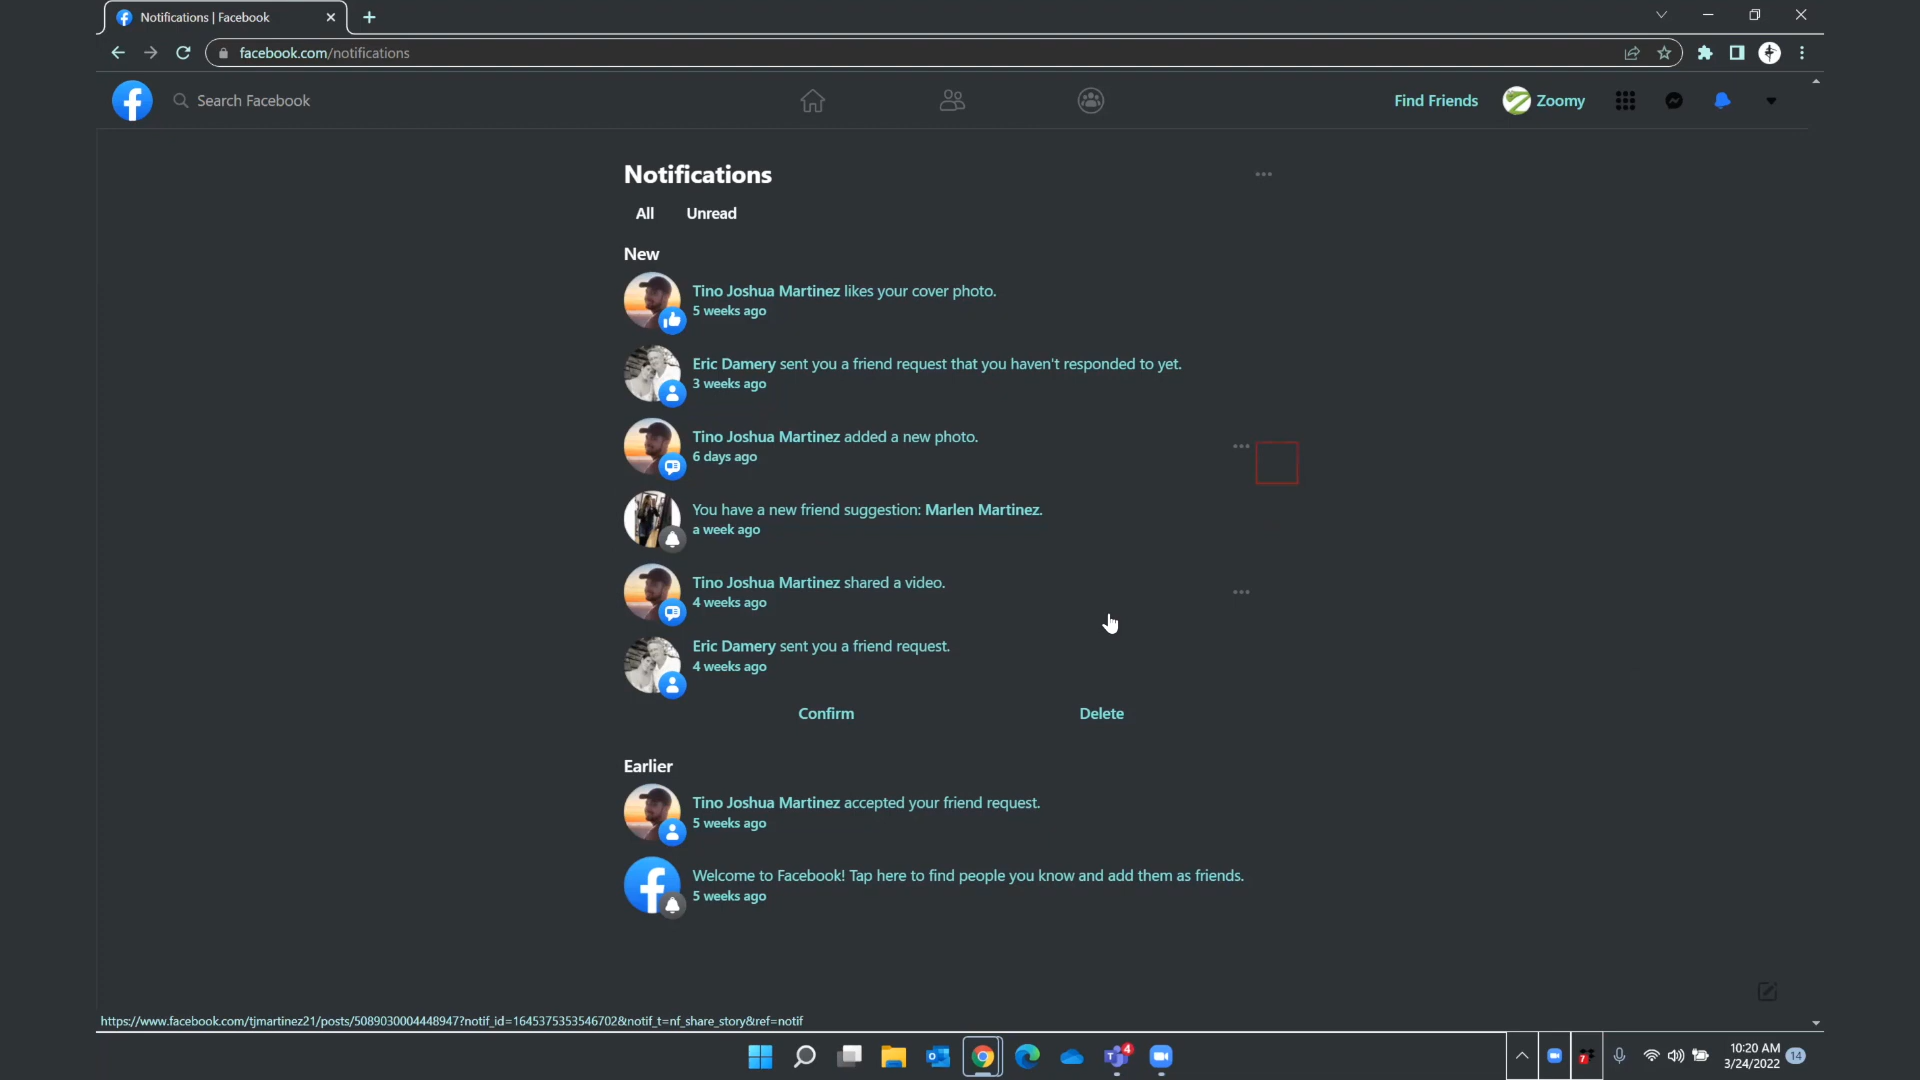 Notifications | Facebook
facebook.com/notifications
Search Facebook
Find Friends
Zoomy
Notifications
All Unread
New
Tino Joshua Martinez likes your cover photo.
5 weeks ago
Eric Damery sent you a friend request that you haven't responded to yet.
3 weeks ago
Tino Joshua Martinez added a new photo.
6 days ago
You have a new friend suggestion: Marlen Martinez.
a week ago
Tino Joshua Martinez shared a video.
4 weeks ago
Eric Damery sent you a friend request.
4 weeks ago
Confirm Delete
Earlier
Tino Joshua Martinez accepted your friend request.
5 weeks ago
Welcome to Facebook! Tap here to find people you know and add them as friends.
5 weeks ago
https://www.facebook.com/tjmartinez21/posts/5089030004448947?notif_id=1645375353546702&notif_t=nf_share_story&ref=notif
4
7
10:20 AM
3/24/2022
14